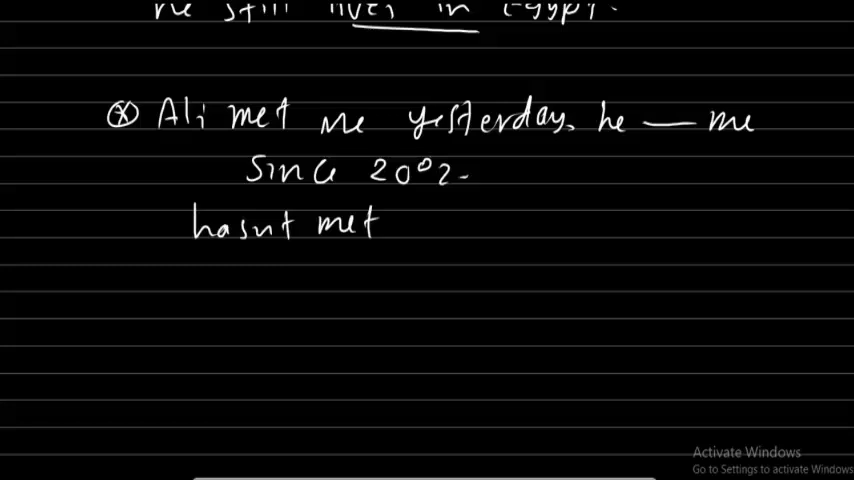 he still lives in Egypt.
Ali met me yesterday. he — me
since 2002-
hasnt met
Activate Windows
Go to Settings to activate Windows